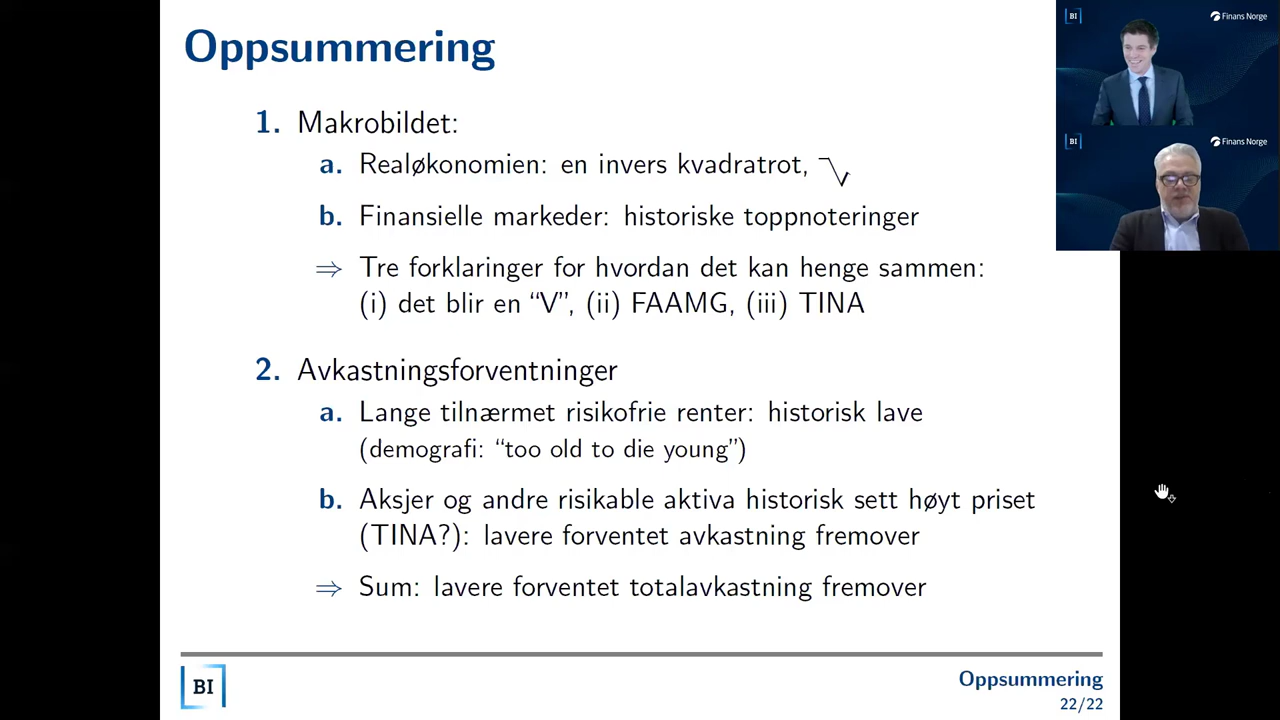 Oppsummering
1. Makrobildet:
a. Realøkonomien: en invers kvadratrot,
b. Finansielle markeder: historiske toppnoteringer
⇒ Tre forklaringer for hvordan det kan henge sammen:
(i) det blir en “V”, (ii) FAAMG, (iii) TINA
2. Avkastningsforventninger
a. Lange tilnærmet risikofrie renter: historisk lave
(demografi: “too old to die young”)
b. Aksjer og andre risikable aktiva historisk sett høyt priset
(TINA?): lavere forventet avkastning fremover
⇒ Sum: lavere forventet totalavkastning fremover
BI
Oppsummering
22/22
BI
Finans Norge
BI
Finans Norge